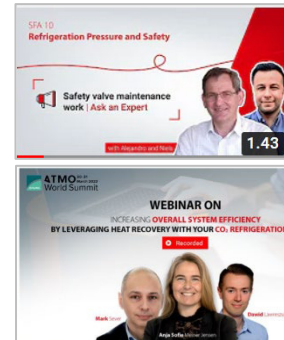 SFA 10
Refrigeration Pressure and Safety
Safety valve maintenance
work | Ask an Expert
with Alejandro and Niels
1.43
ATMO
World Summit
WEBINAR ON
INCREASING OVERALL SYSTEM EFFICIENCY
BY LEVERAGING HEAT RECOVERY WITH YOUR CO₂ REFRIGERATION
Recorded
Mark
David
Anja Sofie
Jensen